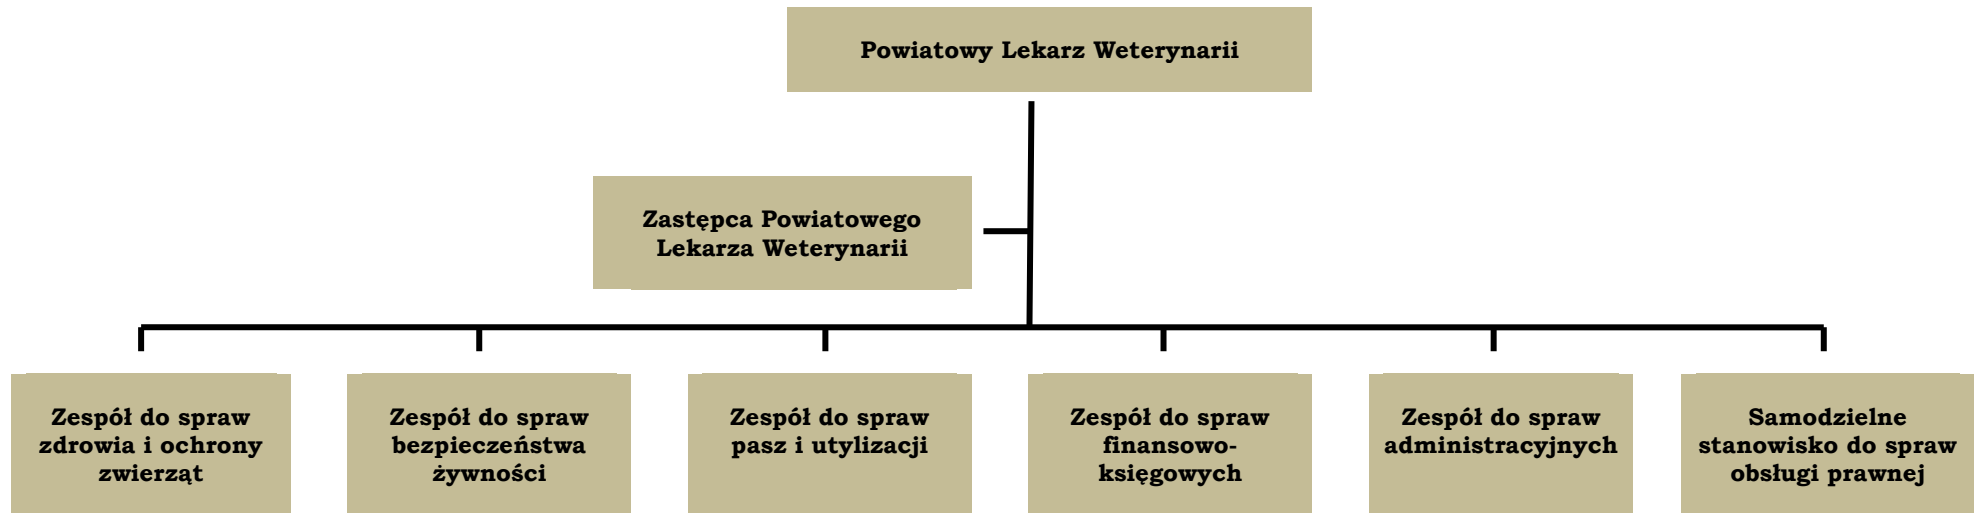 Powiatowy Lekarz Weterynarii
Zastępca Powiatowego
Lekarza Weterynarii
Zespół do spraw
zdrowia i ochrony
zwierząt
Zespół do spraw
bezpieczeństwa
żywności
Zespół do spraw
pasz i utylizacji
Zespół do spraw
finansowo-
księgowych
Zespół do spraw
administracyjnych
Samodzielne
stanowisko do spraw
obsługi prawnej